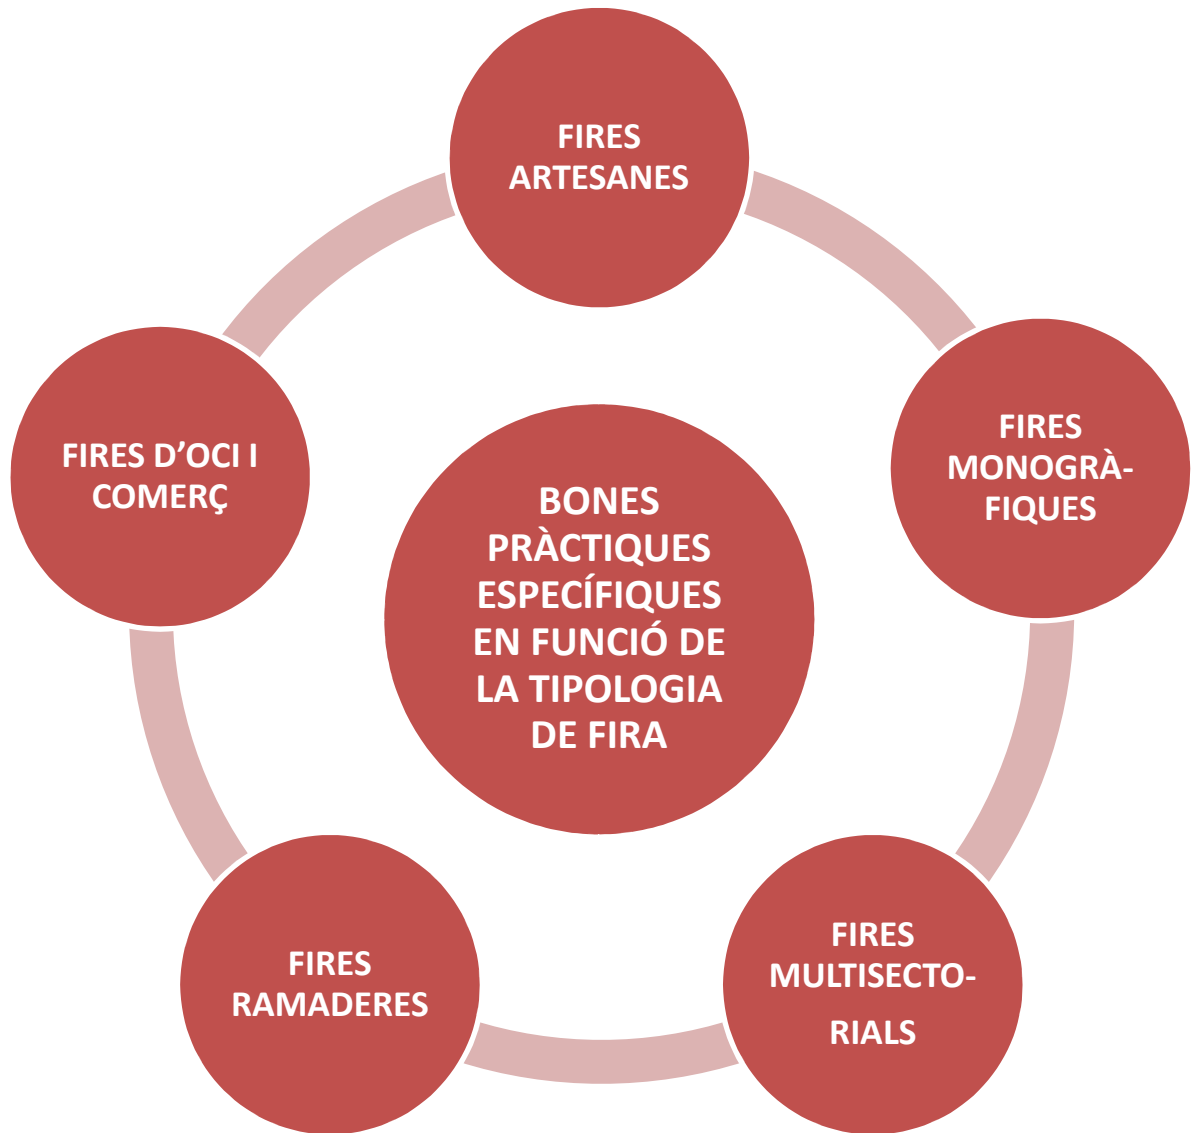 FIRES
ARTESANES
FIRES
MONOGRÀ-
FIQUES
FIRES D’OCI I
COMERÇ
BONES
PRÀCTIQUES
ESPECÍFIQUES
EN FUNCIÓ DE
LA TIPOLOGIA
DE FIRA
FIRES
MULTISECTO-
RIALS
FIRES
RAMADERES